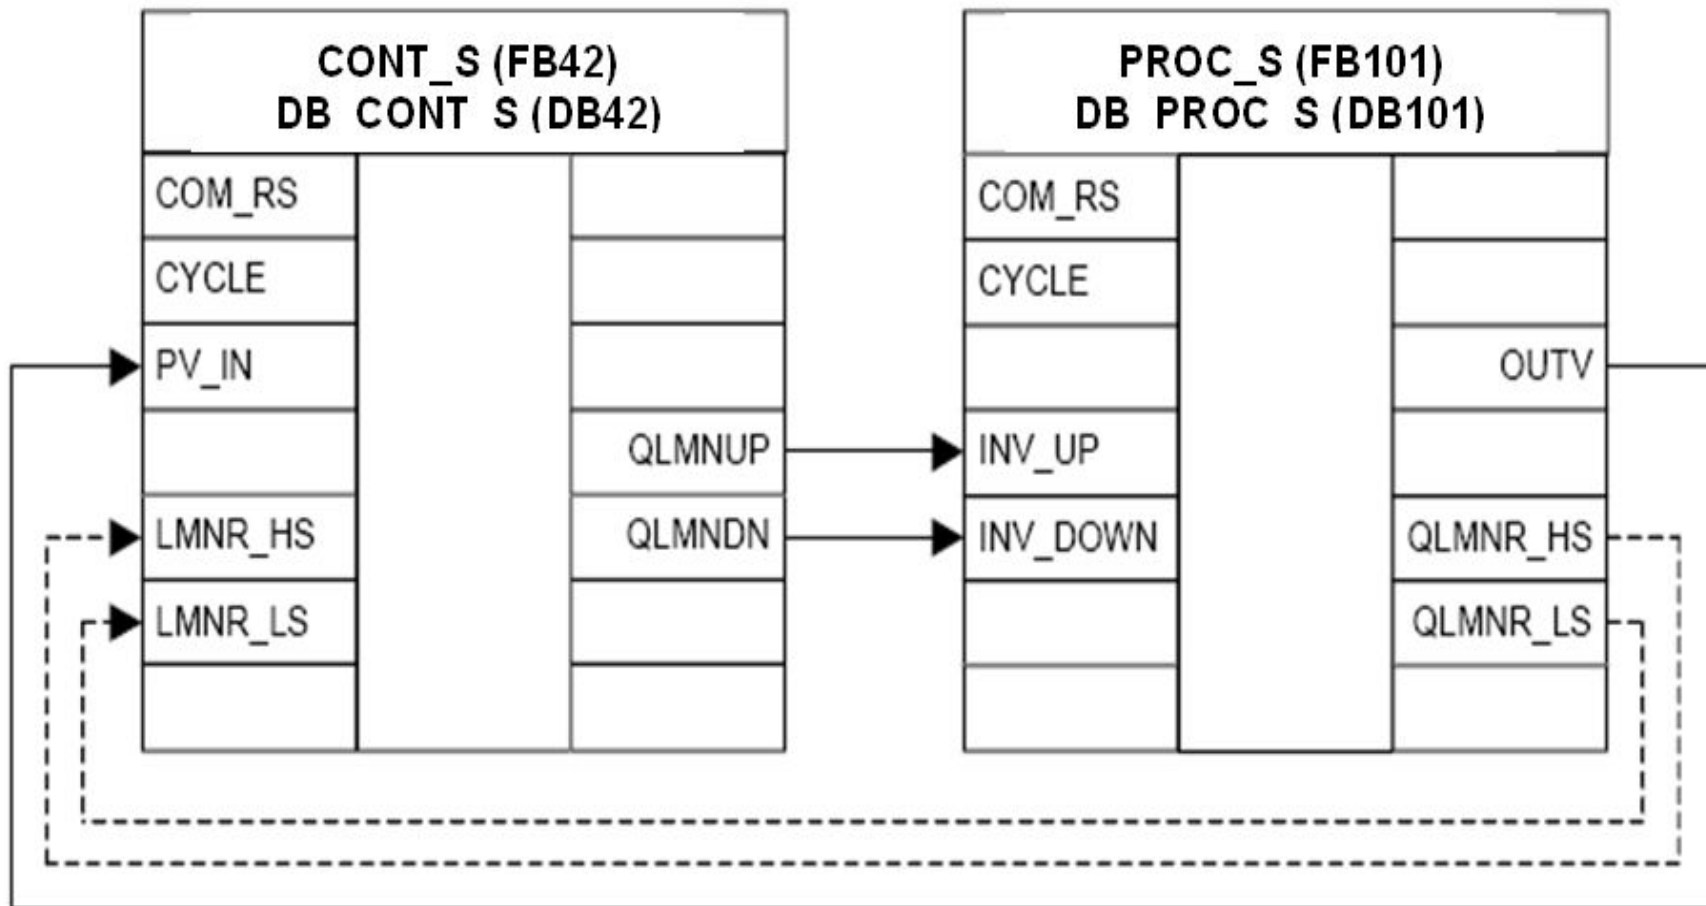 CONT_S (FB42)
DB CONT S (DB42)
COM_RS
CYCLE
PV_IN
QLMNUP
LMNR_HS
QLMNDN
LMNR_LS
PROC_S (FB101)
DB PROC S (DB101)
COM_RS
CYCLE
OUTV
INV_UP
INV_DOWN
QLMNR_HS
QLMNR_LS